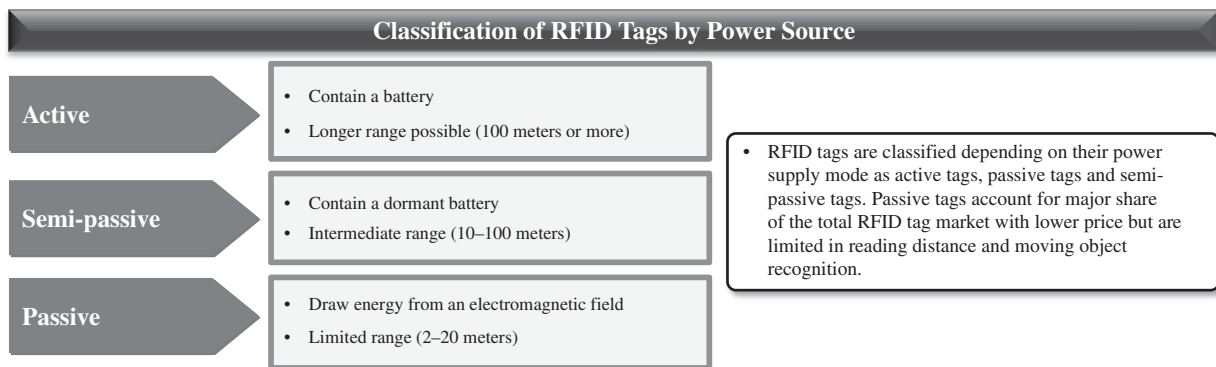 Classification of RFID Tags by Power Source
Active
• Contain a battery
• Longer range possible (100 meters or more)
Semi-passive
• Contain a dormant battery
• Intermediate range (10–100 meters)
Passive
• Draw energy from an electromagnetic field
• Limited range (2–20 meters)
• RFID tags are classified depending on their power
supply mode as active tags, passive tags and semi-
passive tags. Passive tags account for major share
of the total RFID tag market with lower price but are
limited in reading distance and moving object
recognition.